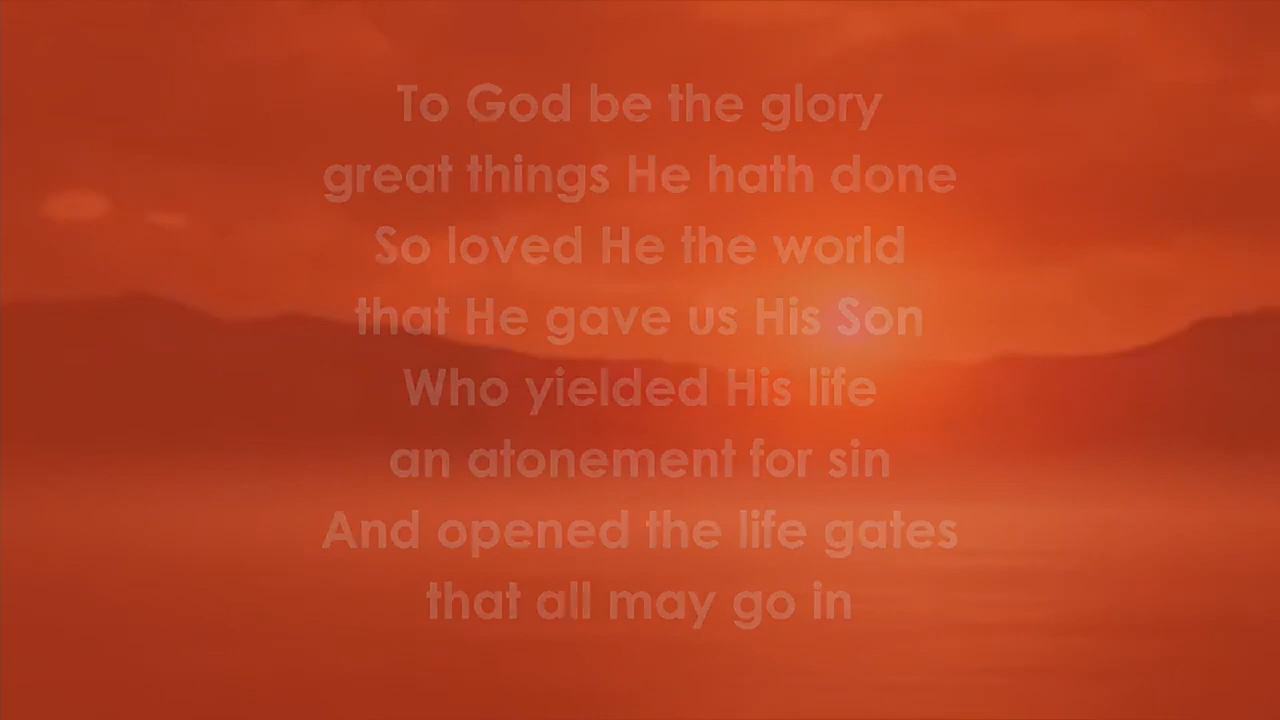 To God be the glory
great things He hath done
So loved He the world
that He gave us His Son
Who yielded His life
an atonement for sin
And opened the life gates
that all may go in